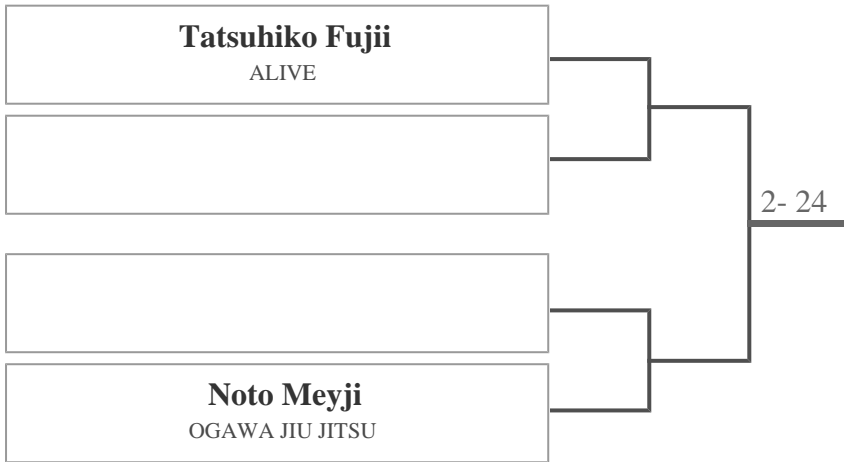 Tatsuhiko Fujii
ALIVE
2- 24
Noto Meyji
OGAWA JIU JITSU